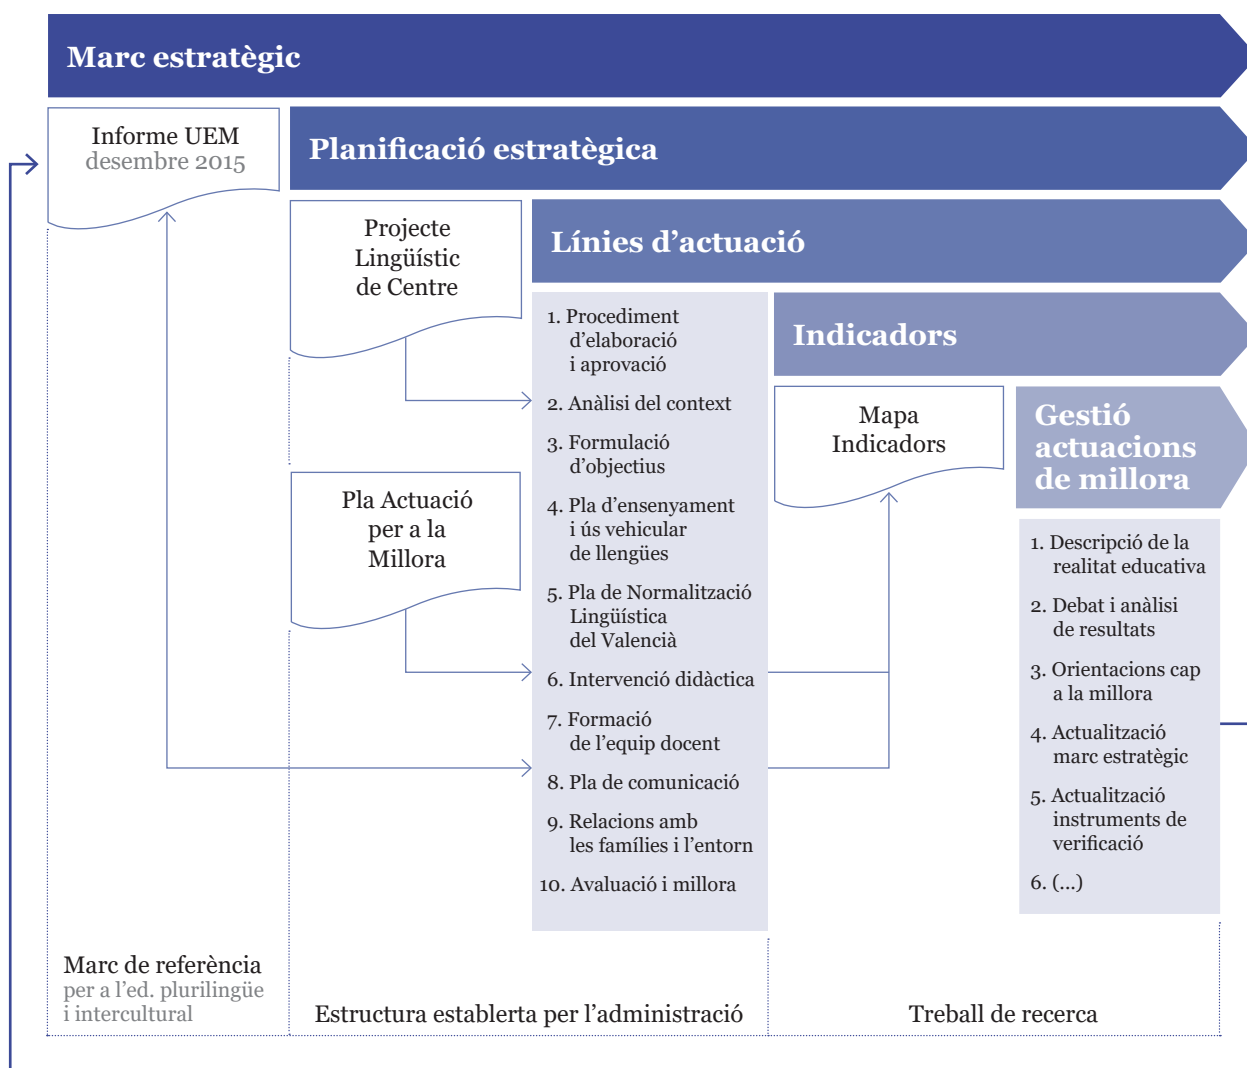 Marc estratègic
Informe UEM
desembre 2015
Planificació estratègica
Projecte
Lingüístic
de Centre
Línies d’actuació
1. Procediment
d’elaboració
i aprovació
2. Anàlisi del context
3. Formulació
d’objectius
4. Pla d’ensenyament
i ús vehicular
de llengües
5. Pla de Normalització
Lingüística
del Valencià
6. Intervenció didàctica
7. Formació
de l’equip docent
8. Pla de comunicació
9. Relacions amb
les famílies i l’entorn
10. Avaluació i millora
Pla Actuació
per a la
Millora
Indicadors
Mapa
Indicadors
Gestió
actuacions
de millora
1. Descripció de la
realitat educativa
2. Debat i anàlisi
de resultats
3. Orientacions cap
a la millora
4. Actualització
marc estratègic
5. Actualització
instruments de
verificació
6. (...)
Marc de referència
per a l’ed. plurilingüe
i intercultural
Estructura establerta per l’administració
Treball de recerca